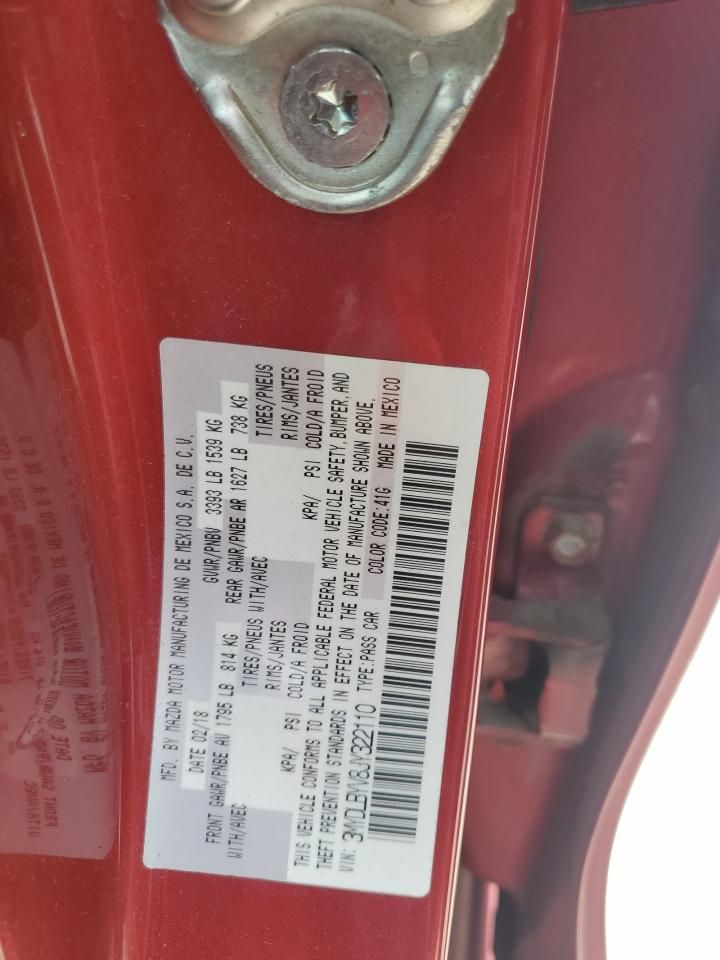 MFD. BY MAZDA MOTOR MANUFACTURING DE MEXICO S.A. DE C.V.
DATE 02/18 GVWR/PNBV 3393 LB 1539 KG
FRONT GAWR/PNBE AV 1795 LB 814 KG REAR GAWR/PNBE AR 1627 LB 738 KG
WITH/AVEC TIRES/PNEUS WITH/AVEC TIRES/PNEUS
RIMS/JANTES RIMS/JANTES
KPA/ PSI COLD/A FROID KPA/ PSI COLD/A FROID
THIS VEHICLE CONFORMS TO ALL APPLICABLE FEDERAL MOTOR VEHICLE SAFETY, BUMPER, AND
THEFT PREVENTION STANDARDS IN EFFECT ON THE DATE OF MANUFACTURE SHOWN ABOVE.
VIN: 3MYDLBYV8JY322110 TYPE:PASS CAR COLOR CODE:41G MADE IN MEXICO